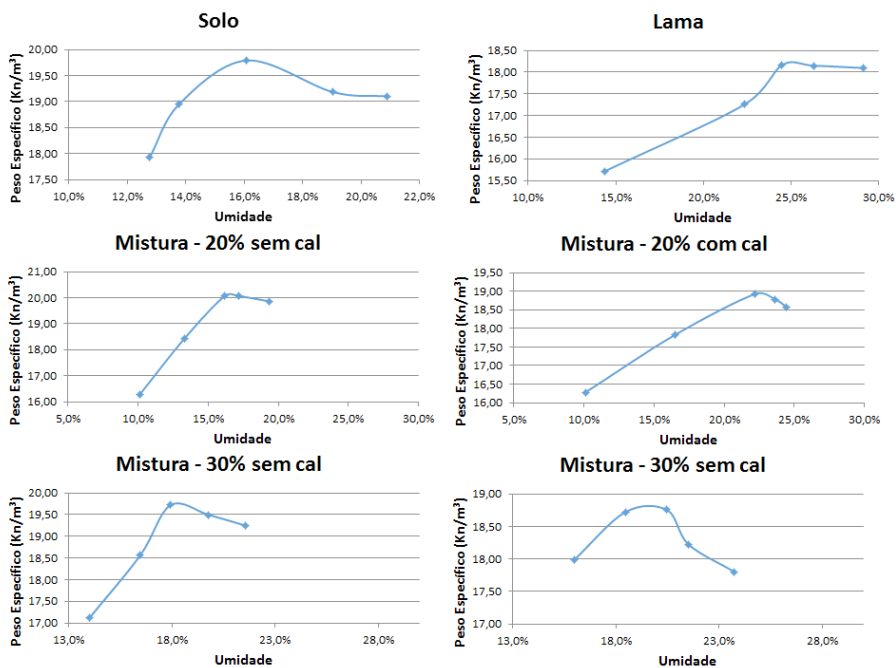 Solo
Peso Específico (Kn/m³)
20,00
19,50
19,00
18,50
18,00
17,50
10,0% 12,0% 14,0% 16,0% 18,0% 20,0% 22,0%
Umidade
Lama
Peso Específico (Kn/m³)
18,50
18,00
17,50
17,00
16,50
16,00
15,50
10,0% 15,0% 20,0% 25,0% 30,0%
Umidade
Mistura - 20% sem cal
Peso Específico (Kn/m³)
21,00
20,00
19,00
18,00
17,00
16,00
5,0% 10,0% 15,0% 20,0% 25,0% 30,0%
Umidade
Mistura - 20% com cal
Peso Específico (Kn/m³)
19,50
19,00
18,50
18,00
17,50
17,00
16,50
16,00
5,0% 10,0% 15,0% 20,0% 25,0% 30,0%
Umidade
Mistura - 30% sem cal
Peso Específico (Kn/m³)
20,00
19,50
19,00
18,50
18,00
17,50
17,00
13,0% 18,0% 23,0% 28,0%
Umidade
Mistura - 30% sem cal
Peso Específico (Kn/m³)
19,00
18,50
18,00
17,50
17,00
13,0% 18,0% 23,0% 28,0%
Umidade